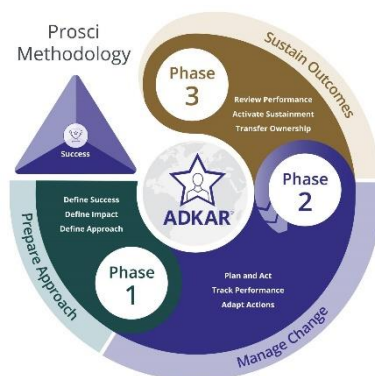 Prosci
Methodology
Success
Phase
3
Sustain Outcomes
Review Performance
Activate Sustainment
Transfer Ownership
ADKAR®
Phase
2
Define Success
Define Impact
Define Approach
Prepare Approach
Phase
1
Plan and Act
Track Performance
Adapt Actions
Manage Change